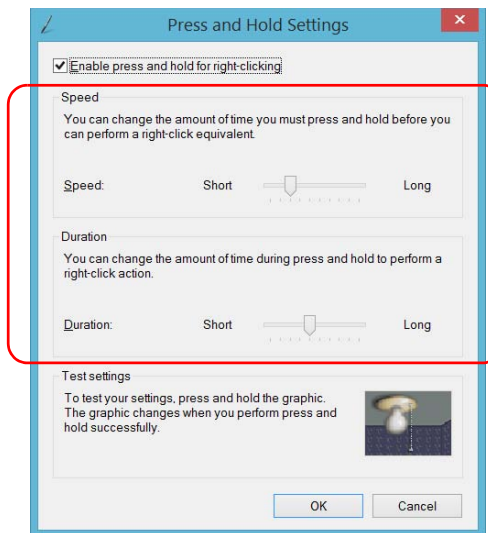 Press and Hold Settings
Enable press and hold for right-clicking
Speed
You can change the amount of time you must press and hold before you
can perform a right-click equivalent.
Speed: Short Long
Duration
You can change the amount of time during press and hold to perform a
right-click action.
Duration: Short Long
Test settings
To test your settings, press and hold the graphic.
The graphic changes when you perform press and
hold successfully.
OK Cancel